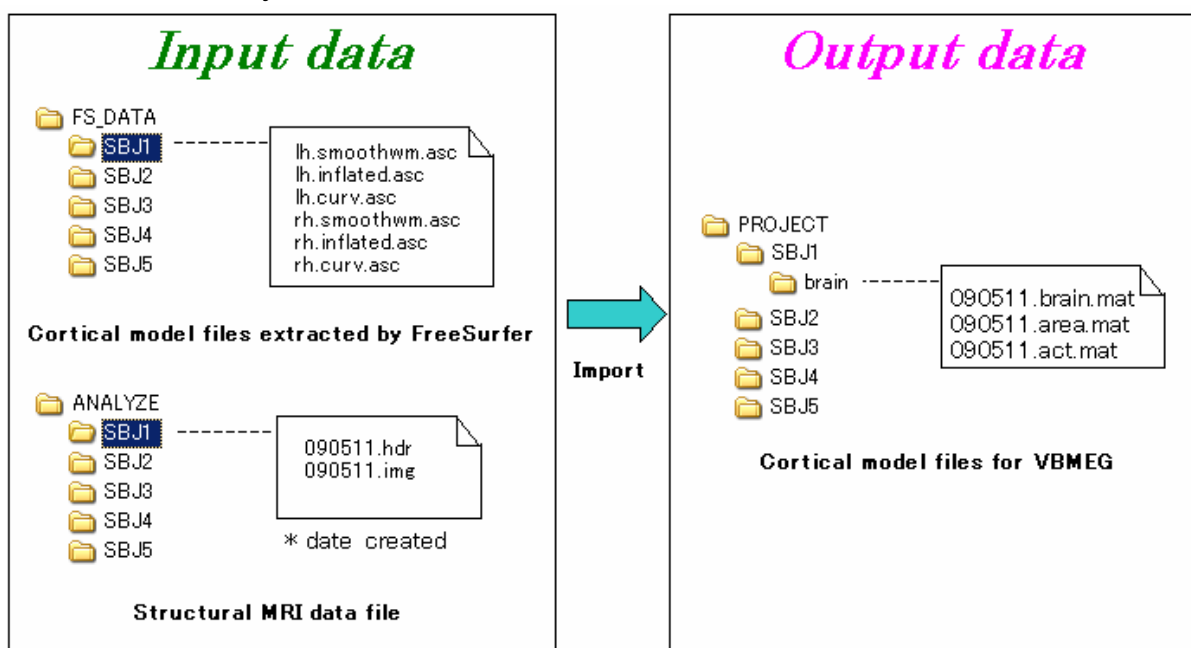 Input data
FS_DATA
SBJ1
SBJ2
SBJ3
SBJ4
SBJ5
lh.smoothwm.asc
lh.inflated.asc
lh.curv.asc
rh.smoothwm.asc
rh.inflated.asc
rh.curv.asc
Cortical model files extracted by FreeSurfer
ANALYZE
SBJ1
SBJ2
SBJ3
SBJ4
SBJ5
090511.hdr
090511.img
* date created
Structural MRI data file
Import
Output data
PROJECT
SBJ1
brain
SBJ2
SBJ3
SBJ4
SBJ5
090511.brain.mat
090511.area.mat
090511.act.mat
Cortical model files for VBMEG